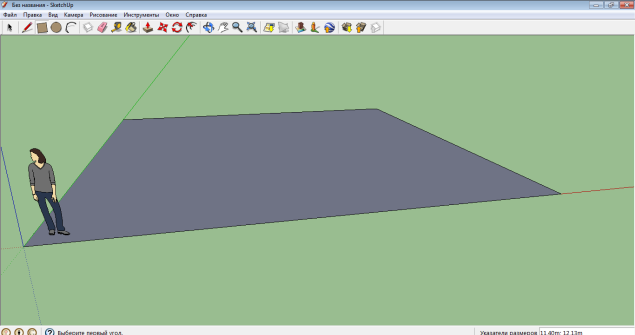 Без названия - SketchUp
Файл Правка Вид Камера Рисование Инструменты Окно Справка
Выберите первый угол. Указатели размеров 11.40m; 12.13m